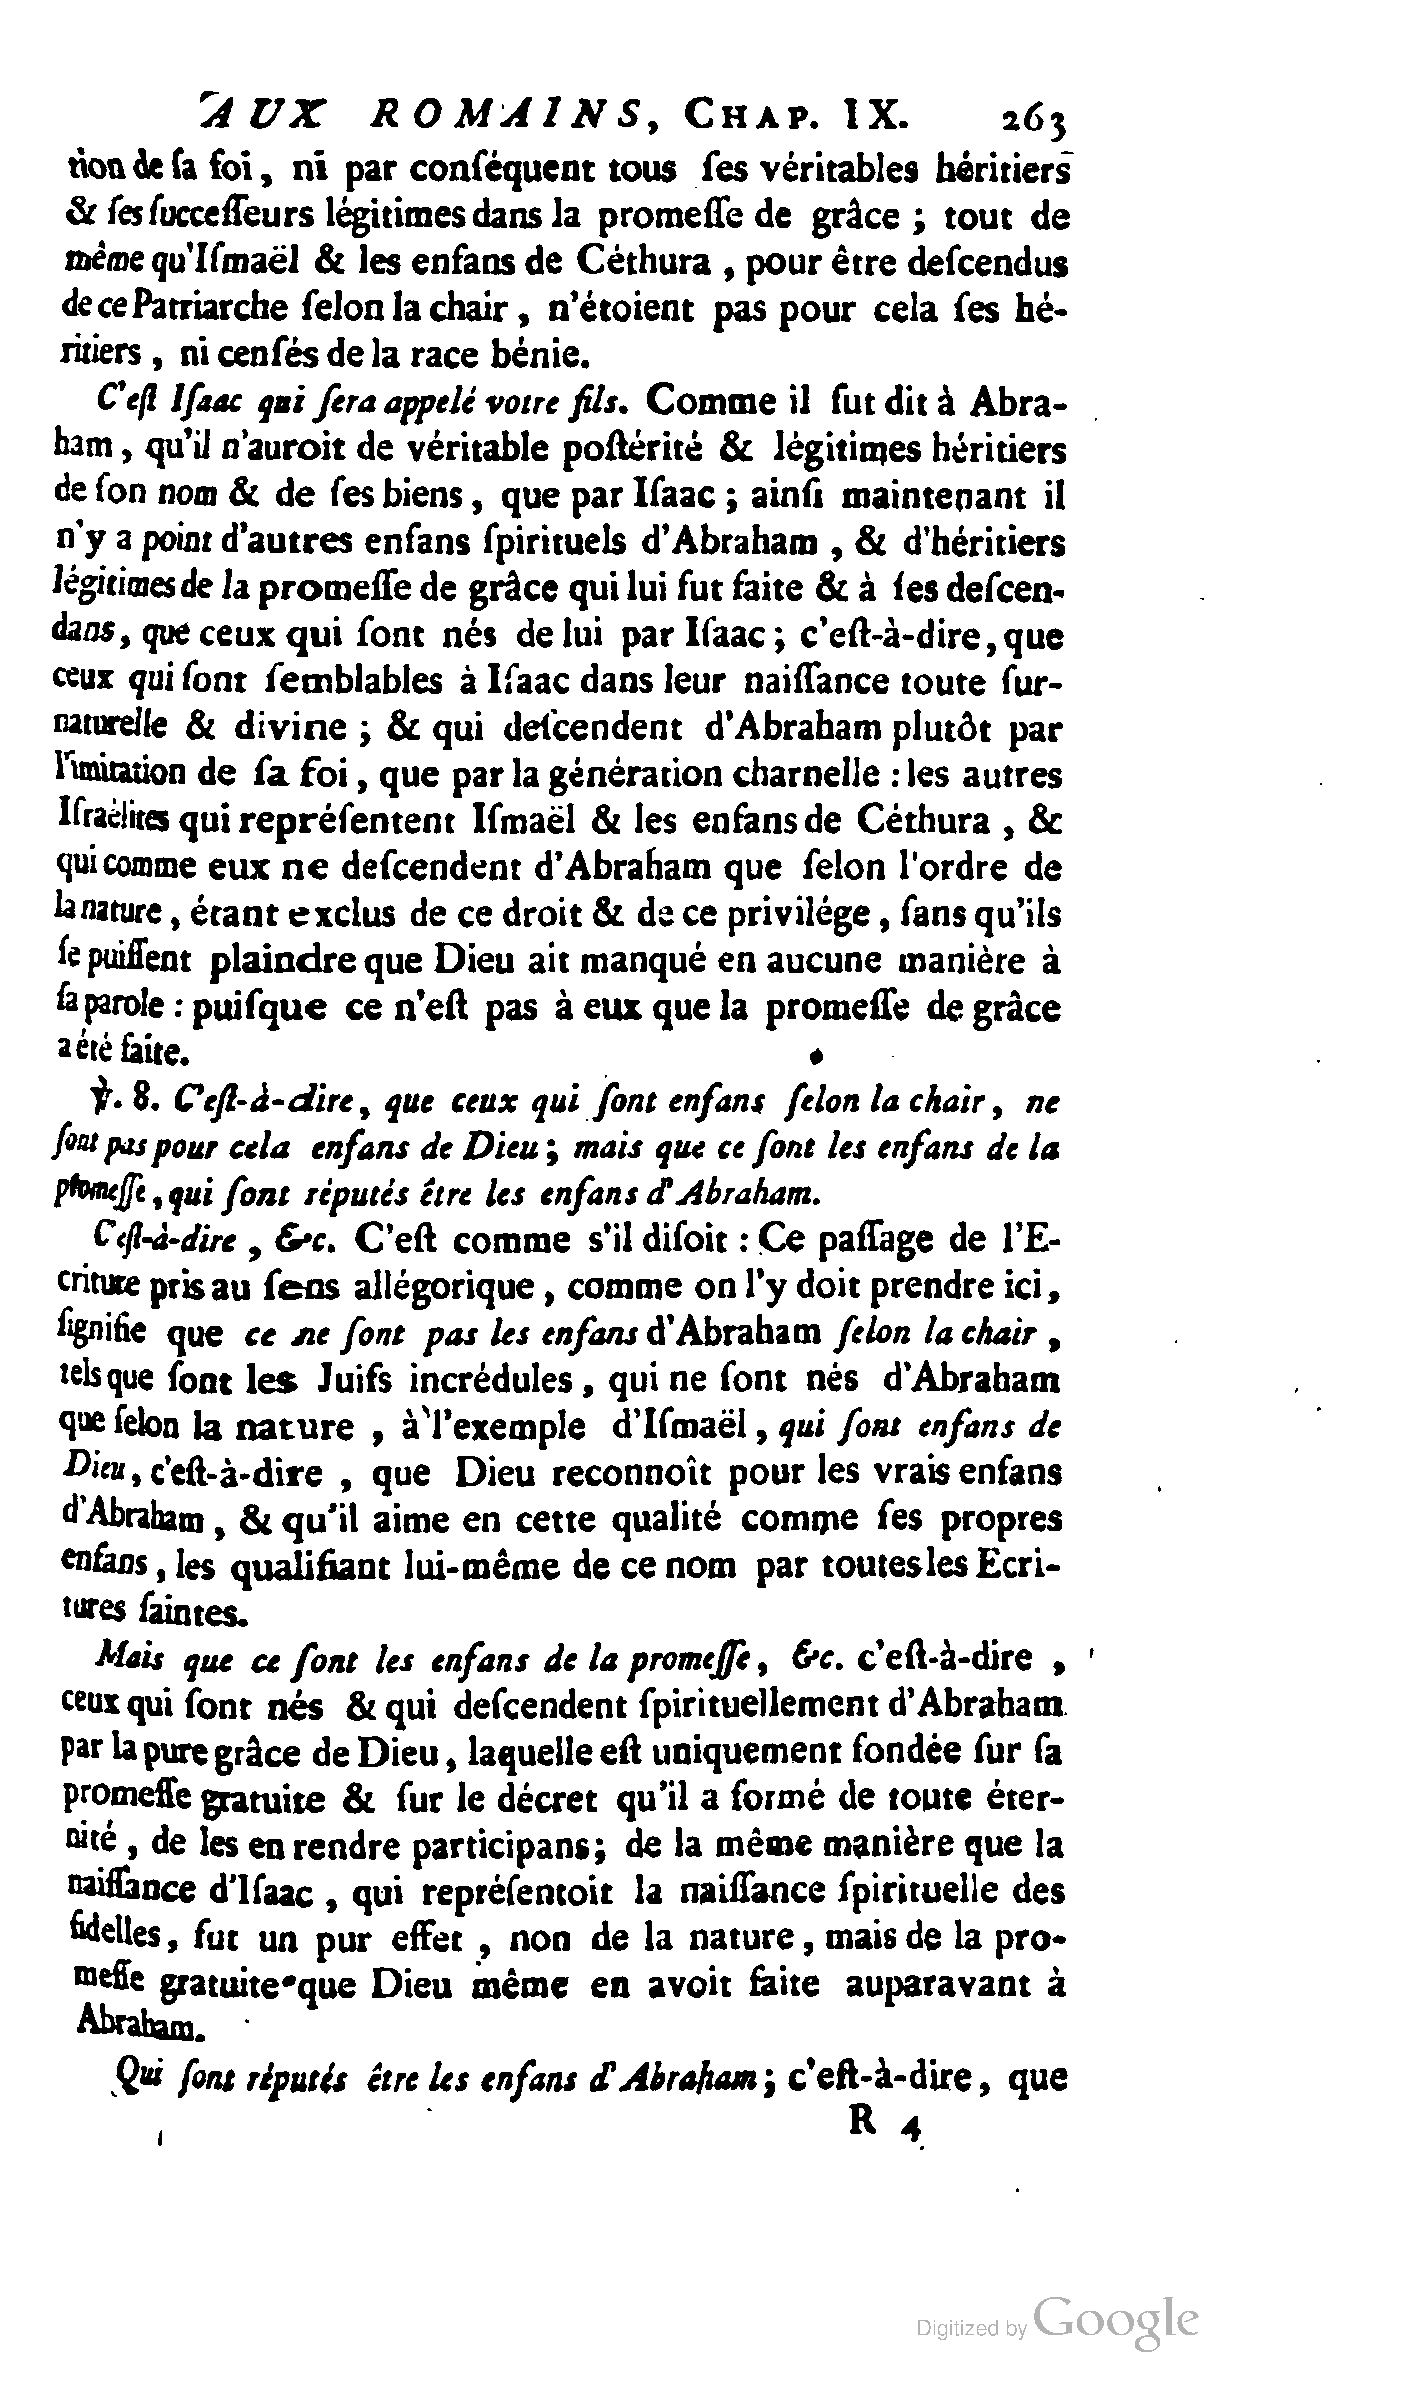 AUX ROMAINS, CHAP. IX. 263
tion de ſa foi, ni par conſéquent tous ſes véritables héritiers
& ſes ſucceſſeurs légitimes dans la promeſſe de grâce ; tout de
même qu'Iſmaël & les enfans de Céthura , pour être deſcendus
de ce Patriarche ſelon la chair , n'étoient pas pour cela ſes hé-
ritiers , ni cenſés de la race bénie.
C'eſt Iſaac qui ſera appelé votre fils. Comme il fut dit à Abra-
ham , qu'il n'auroit de véritable poſtérité & légitimes héritiers
de ſon nom & de ſes biens, que par Iſaac ; ainſi maintenant il
n'y a point d'autres enfans ſpirituels d'Abraham , & d'héritiers
légitimes de la promeſſe de grâce qui lui fut faite & à ſes deſcen-
dans, que ceux qui ſont nés de lui par Iſaac ; c'eſt-à-dire, que
ceux qui ſont ſemblables à Iſaac dans leur naiſſance toute ſur-
naturelle & divine ; & qui deſcendent d'Abraham plutôt par
l'imitation de ſa foi, que par la génération charnelle : les autres
Iſraélites qui repréſentent Iſmaël & les enfans de Céthura , &
qui comme eux ne deſcendent d'Abraham que ſelon l'ordre de
la nature , étant exclus de ce droit & de ce privilége , ſans qu'ils
ſe puiſſent plaindre que Dieu ait manqué en aucune manière à
ſa parole : puiſque ce n'eſt pas à eux que la promeſſe de grâce
a été faite.
℣. 8. C'eſt-à-dire, que ceux qui ſont enfans ſelon la chair, ne
ſont pas pour cela enfans de Dieu ; mais que ce ſont les enfans de la
promeſſe, qui ſont réputés être les enfans d'Abraham.
C'eſt-à-dire , &c. C'eſt comme s'il diſoit : Ce paſſage de l'E-
criture pris au ſens allégorique , comme on l'y doit prendre ici,
ſignifie que ce ne ſont pas les enfans d'Abraham ſelon la chair ,
tels que ſont les Juifs incrédules , qui ne ſont nés d'Abraham
que ſelon la nature , à l'exemple d'Iſmaël , qui ſont enfans de
Dieu, c'eſt-à-dire , que Dieu reconnoît pour les vrais enfans
d'Abraham , & qu'il aime en cette qualité comme ſes propres
enfans , les qualifiant lui-même de ce nom par toutes les Ecri-
tures ſaintes.
Mais que ce ſont les enfans de la promeſſe, &c. c'eſt-à-dire ,
ceux qui ſont nés & qui deſcendent ſpirituellement d'Abraham
par la pure grâce de Dieu, laquelle eſt uniquement fondée ſur ſa
promeſſe gratuite & ſur le décret qu'il a formé de toute éter-
nité , de les en rendre participans; de la même manière que la
naiſſance d'Iſaac , qui repréſentoit la naiſſance ſpirituelle des
fidelles, fut un pur effet , non de la nature , mais de la pro-
meſſe gratuite que Dieu même en avoit faite auparavant à
Abraham.
Qui ſont réputés être les enfans d'Abraham ; c'eſt-à-dire, que
R 4
Digitized by Google